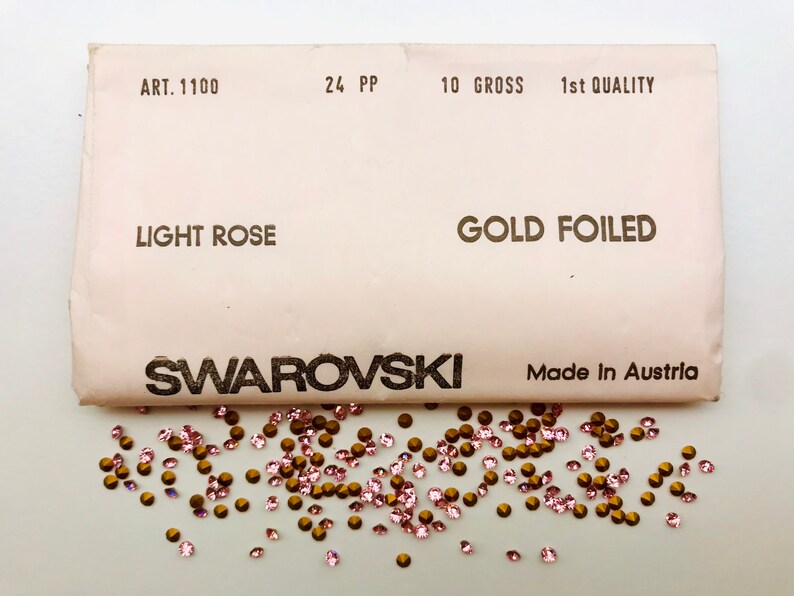 ART. 1100 24 PP 10 GROSS 1st QUALITY
LIGHT ROSE GOLD FOILED
SWAROVSKI Made in Austria